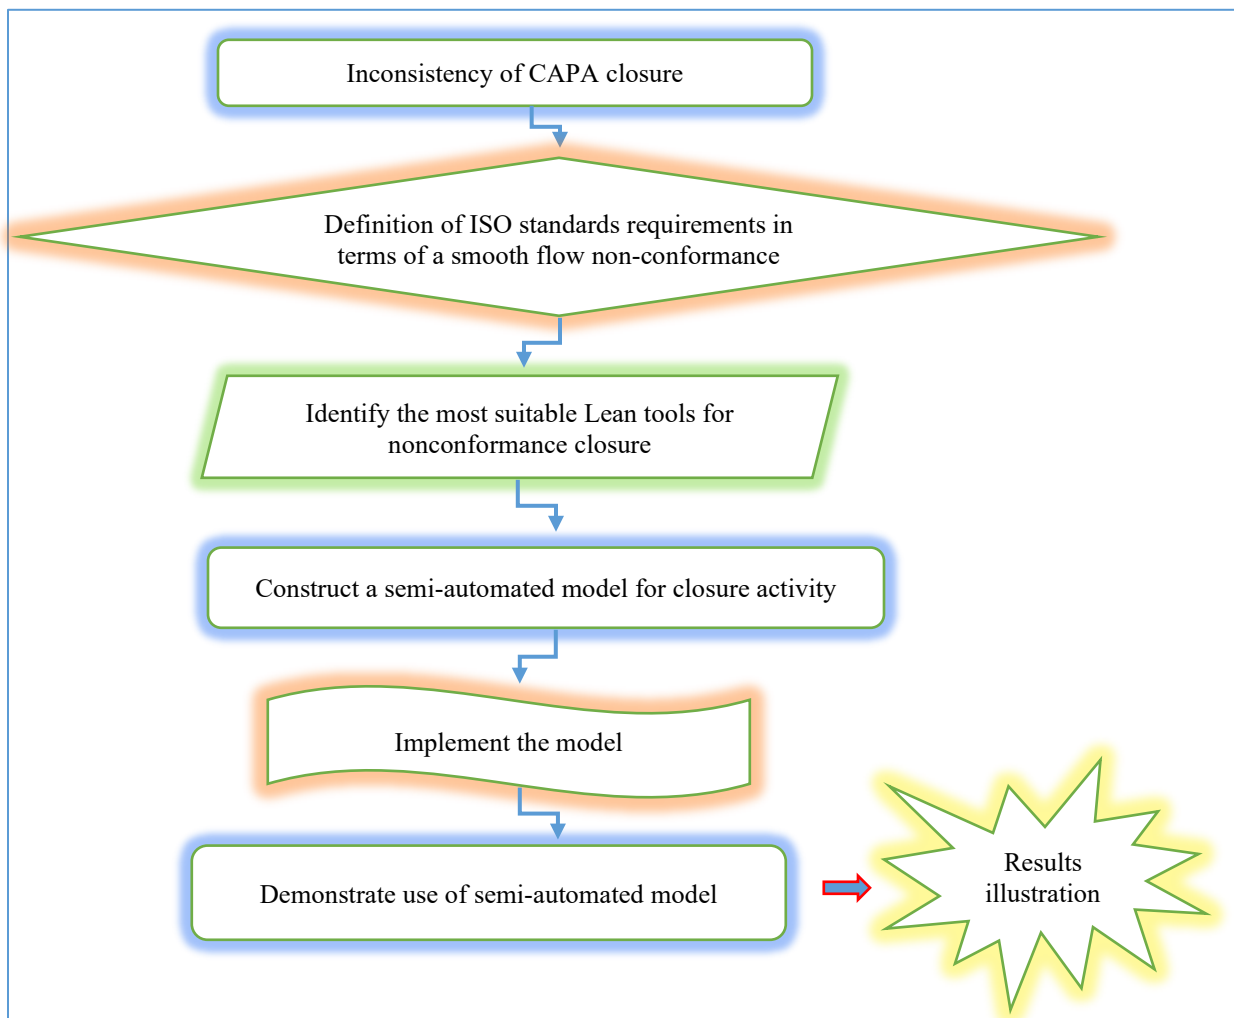 Inconsistency of CAPA closure
Definition of ISO standards requirements in
terms of a smooth flow non-conformance
Identify the most suitable Lean tools for
nonconformance closure
Construct a semi-automated model for closure activity
Implement the model
Demonstrate use of semi-automated model
Results
illustration